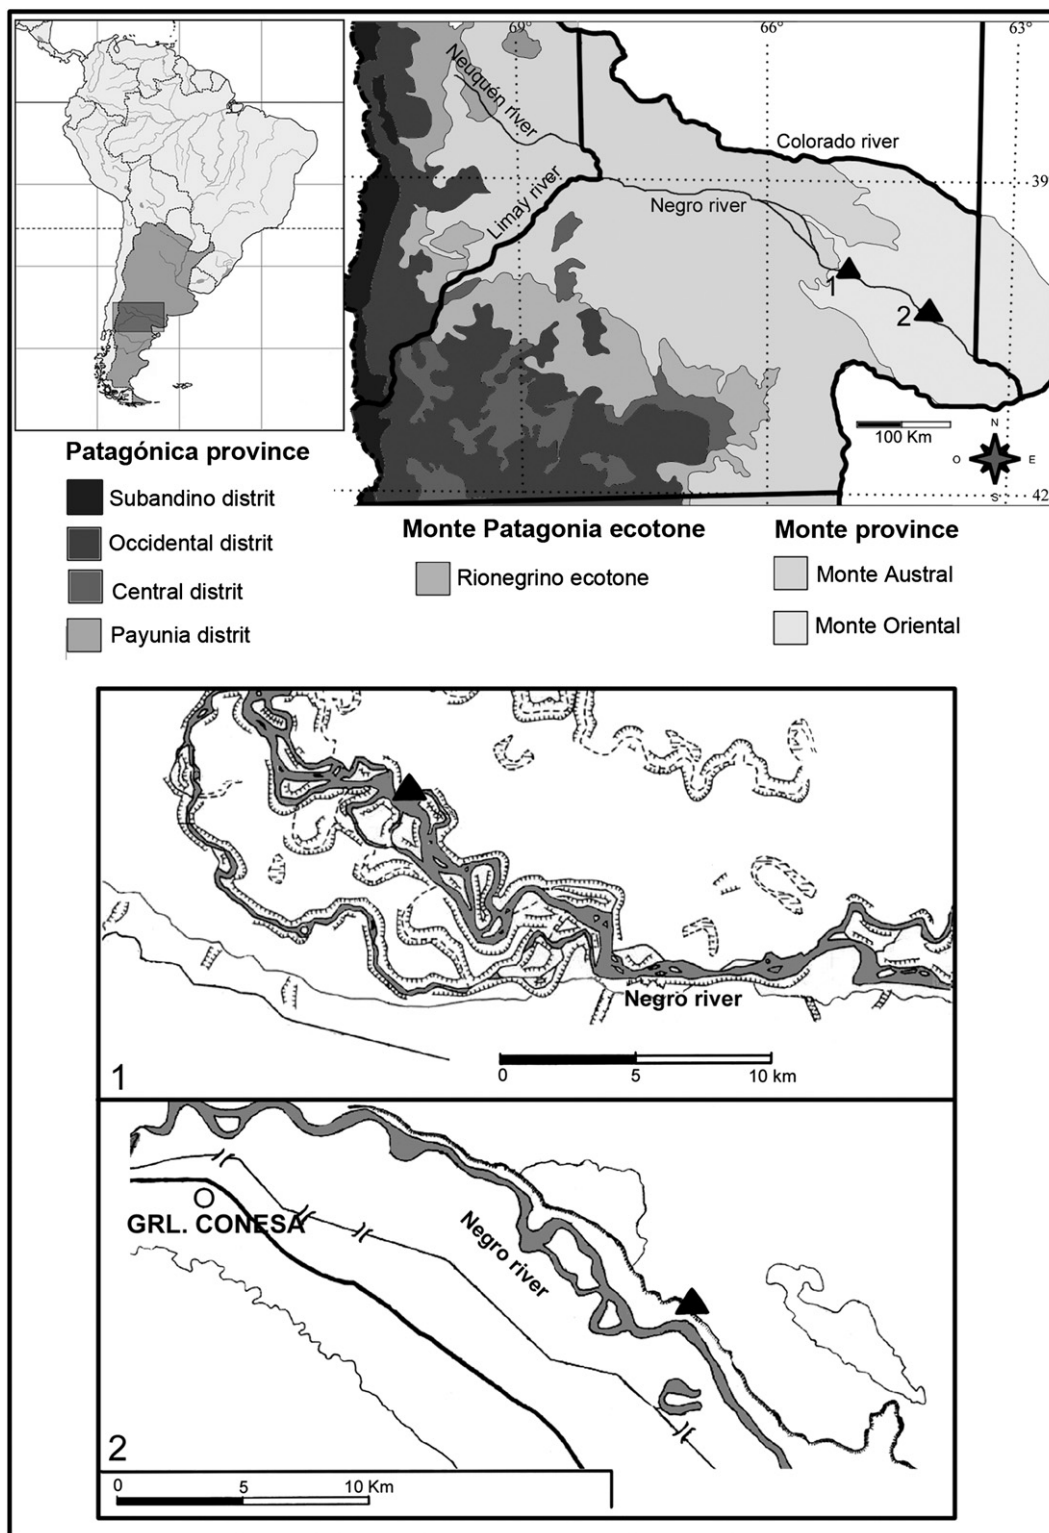 69°
66°
63°
Neuquén river
Colorado river
39
Limay river
Negro river
1
2
100 Km
N
O
E
S
42
Patagónica province
Subandino distrit
Occidental distrit
Central distrit
Payunia distrit
Monte Patagonia ecotone
Rionegrino ecotone
Monte province
Monte Austral
Monte Oriental
Negro river
0 5 10 km
1
GRL. CONESA
Negro river
2
0 5 10 Km